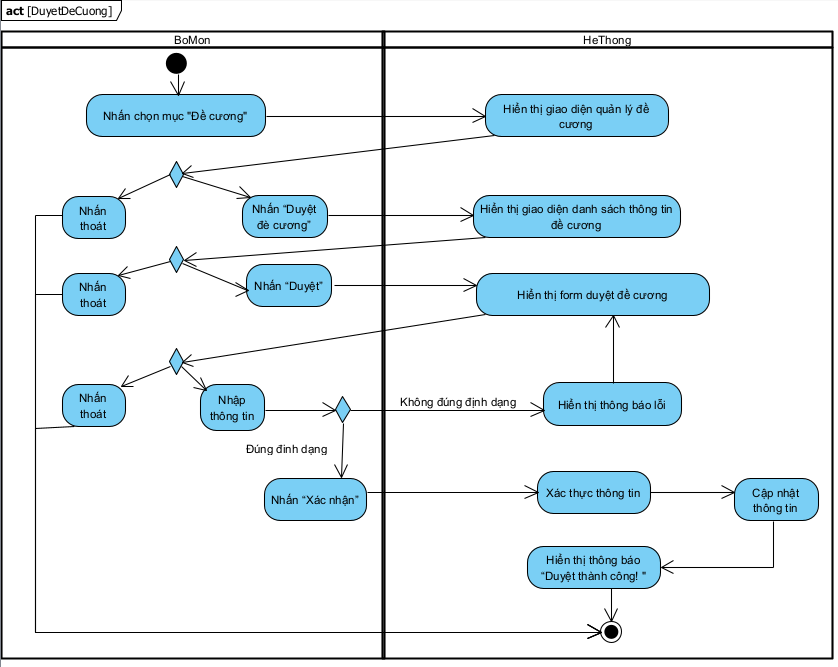 act [DuyetDeCuong]
BoMon
HeThong
Nhấn chọn mục "Đề cương"
Hiển thị giao diện quản lý đề
cương
Nhấn
thoát
Nhấn “Duyệt
đè cương”
Hiển thị giao diện danh sách thông tin
đề cương
Nhấn
thoát
Nhấn “Duyệt”
Hiển thị form duyệt đề cương
Nhấn
thoát
Nhập
thông tin
Không đúng định dạng
Hiển thị thông báo lỗi
Đúng đinh dạng
Nhấn “Xác nhận”
Xác thực thông tin
Cập nhật
thông tin
Hiển thị thông báo
“Duyệt thành công! "